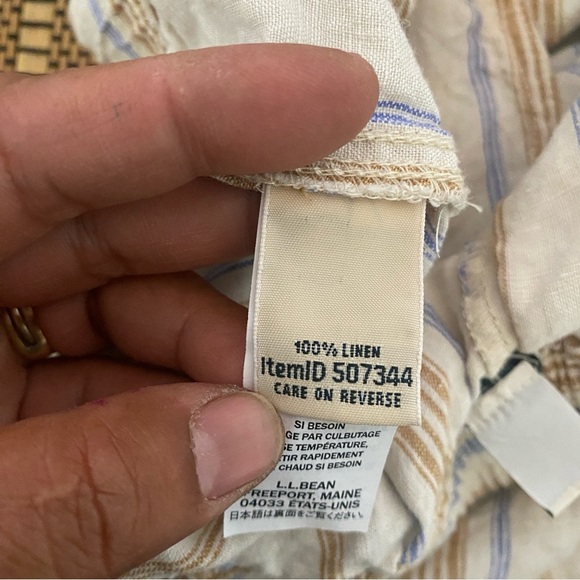 100% LINEN
ItemID 507344
CARE ON REVERSE
SI BESOIN
GE PAR CULBUTAGE
SE TEMPÉRATURE,
TIR RAPIDEMENT
CHAUD SI BESOIN
L.L.BEAN
FREEPORT, MAINE
04033 ÉTATS-UNIS
日本語は裏面をご覧ください